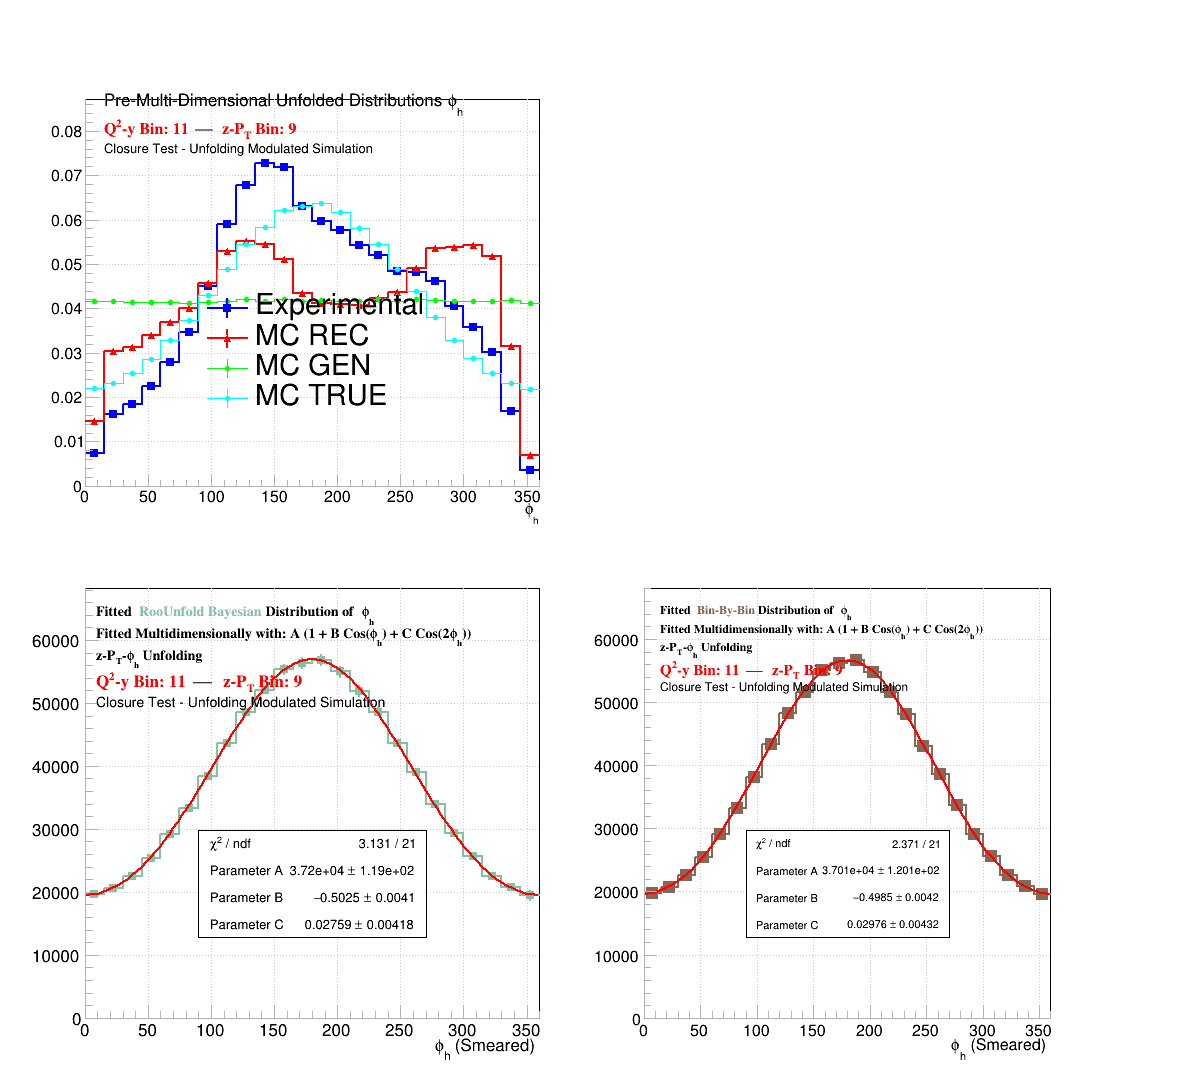 Pre-Multi-Dimensional Unfolded Distributions ϕh
Q2-y Bin: 11 — z-PT Bin: 9
Closure Test - Unfolding Modulated Simulation
0.08
0.07
0.06
0.05
0.04
0.03
0.02
0.01
0
Experimental
MC REC
MC GEN
MC TRUE
0 50 100 150 200 250 300 350
ϕh
Fitted RooUnfold Bayesian Distribution of ϕh
Fitted Multidimensionally with: A (1 + B Cos(ϕh) + C Cos(2ϕh))
z-PT-ϕh Unfolding
Q2-y Bin: 11 — z-PT Bin: 9
Closure Test - Unfolding Modulated Simulation
60000
50000
40000
30000
20000
10000
0
χ2 / ndf 3.131 / 21
Parameter A 3.72e+04 ± 1.19e+02
Parameter B −0.5025 ± 0.0041
Parameter C 0.02759 ± 0.00418
0 50 100 150 200 250 300 350
ϕh (Smeared)
Fitted Bin-By-Bin Distribution of ϕh
Fitted Multidimensionally with: A (1 + B Cos(ϕh) + C Cos(2ϕh))
z-PT-ϕh Unfolding
Q2-y Bin: 11 — z-PT Bin: 9
Closure Test - Unfolding Modulated Simulation
60000
50000
40000
30000
20000
10000
0
χ2 / ndf 2.371 / 21
Parameter A 3.701e+04 ± 1.201e+02
Parameter B −0.4985 ± 0.0042
Parameter C 0.02976 ± 0.00432
0 50 100 150 200 250 300 350
ϕh (Smeared)